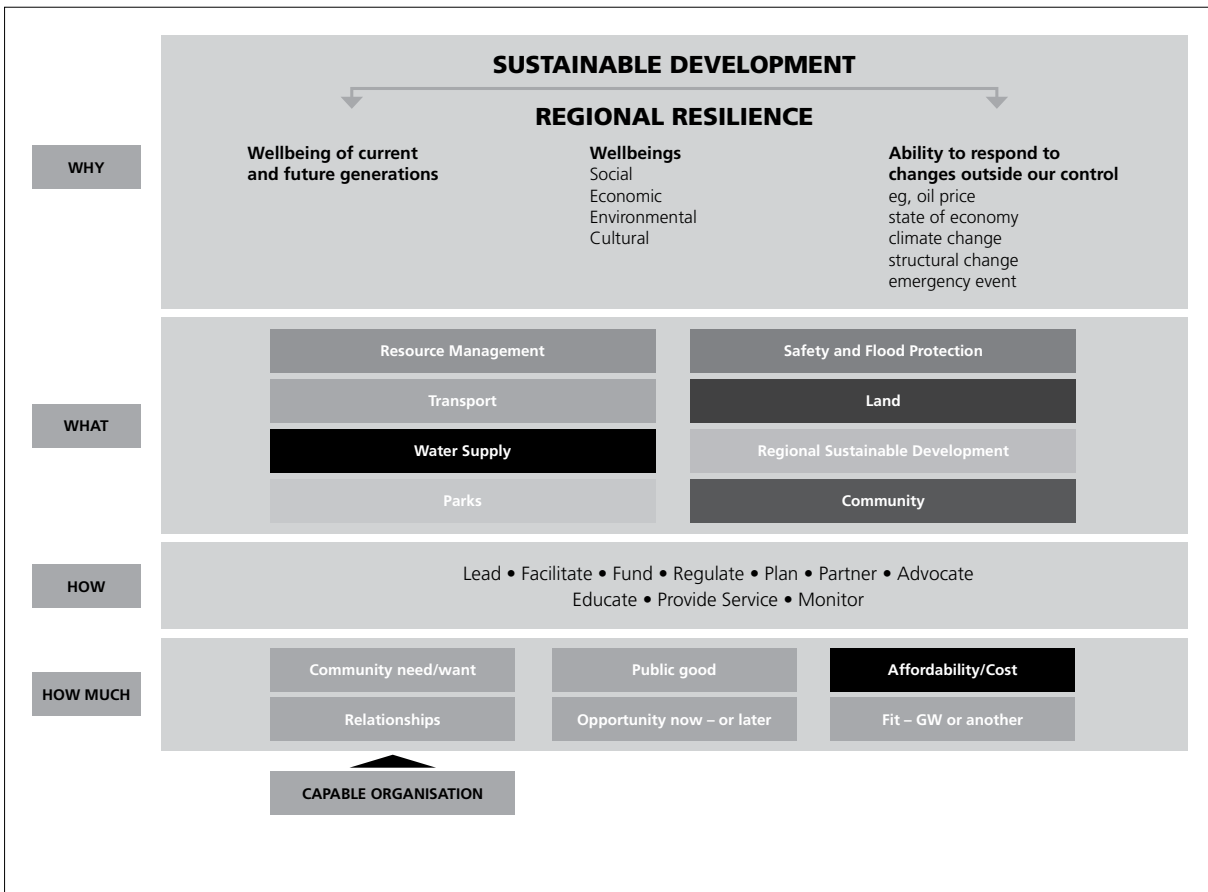 SUSTAINABLE DEVELOPMENT
REGIONAL RESILIENCE
WHY
Wellbeing of current
and future generations
Wellbeings
Social
Economic
Environmental
Cultural
Ability to respond to
changes outside our control
eg, oil price
state of economy
climate change
structural change
emergency event
WHAT
Resource Management
Safety and Flood Protection
Transport
Land
Water Supply
Regional Sustainable Development
Parks
Community
HOW
Lead • Facilitate • Fund • Regulate • Plan • Partner • Advocate
Educate • Provide Service • Monitor
HOW MUCH
Community need/want
Public good
Affordability/Cost
Relationships
Opportunity now – or later
Fit – GW or another
CAPABLE ORGANISATION